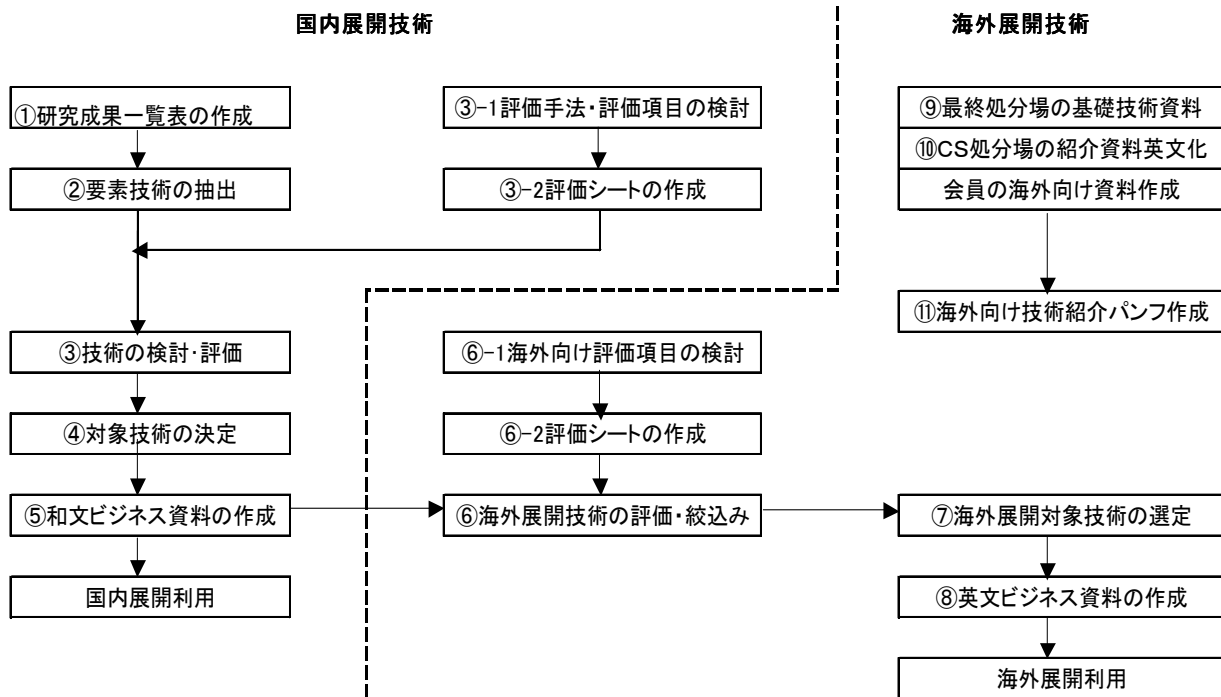 国内展開技術
海外展開技術
①研究成果一覧表の作成
②要素技術の抽出
③-1評価手法・評価項目の検討
③-2評価シートの作成
③技術の検討・評価
④対象技術の決定
⑤和文ビジネス資料の作成
国内展開利用
⑥-1海外向け評価項目の検討
⑥-2評価シートの作成
⑥海外展開技術の評価・絞込み
⑨最終処分場の基礎技術資料
⑩CS処分場の紹介資料英文化
会員の海外向け資料作成
⑪海外向け技術紹介パンフ作成
⑦海外展開対象技術の選定
⑧英文ビジネス資料の作成
海外展開利用